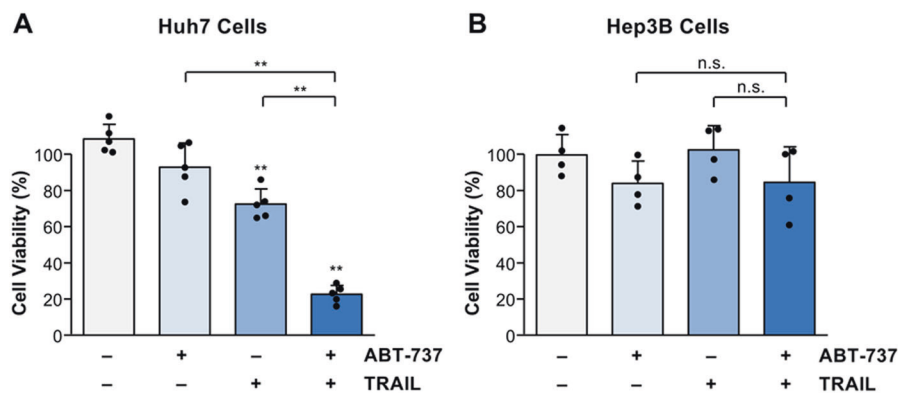 A Huh7 Cells
**
**
**
**
100
80
60
40
20
0
Cell Viability (%)
– + – + ABT-737
– – + + TRAIL
B Hep3B Cells
n.s.
n.s.
100
80
60
40
20
0
Cell Viability (%)
– + – + ABT-737
– – + + TRAIL